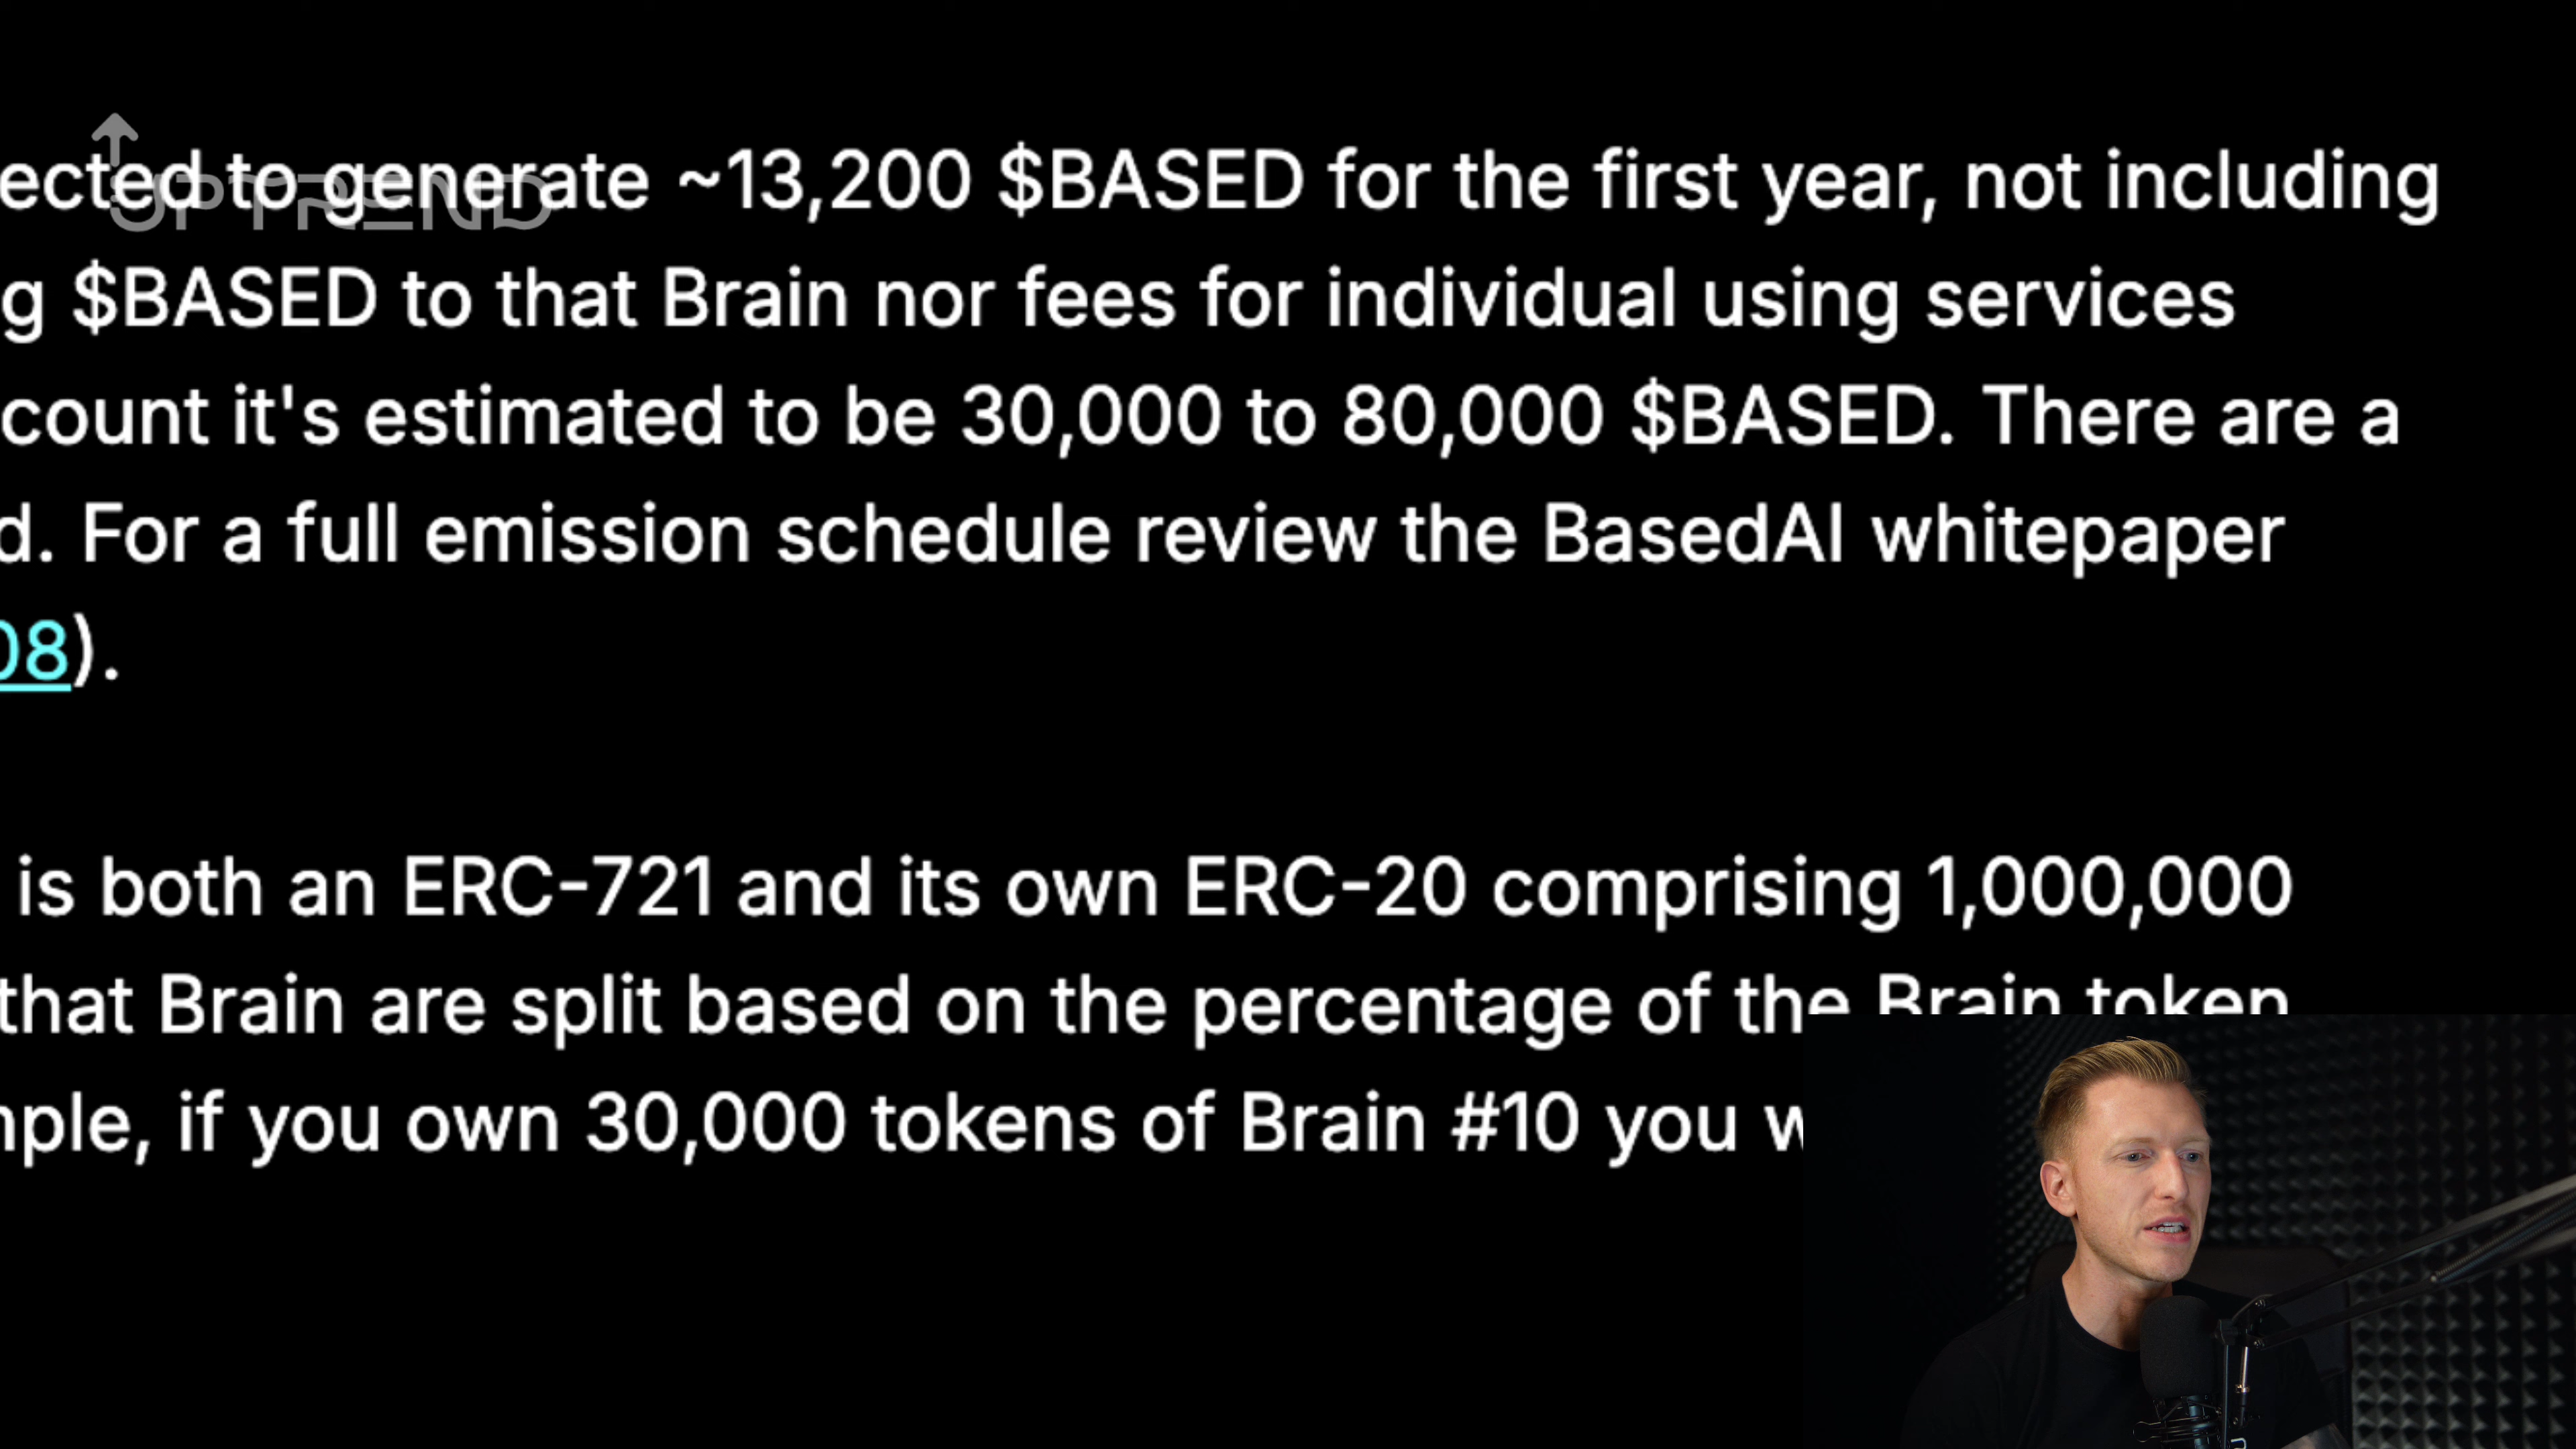 ected to generate ~13,200 $BASED for the first year, not including
UPTREND
g $BASED to that Brain nor fees for individual using services
count it's estimated to be 30,000 to 80,000 $BASED. There are a
d. For a full emission schedule review the BasedAI whitepaper
08).
is both an ERC-721 and its own ERC-20 comprising 1,000,000
that Brain are split based on the percentage of the Brain token
mple, if you own 30,000 tokens of Brain #10 you w